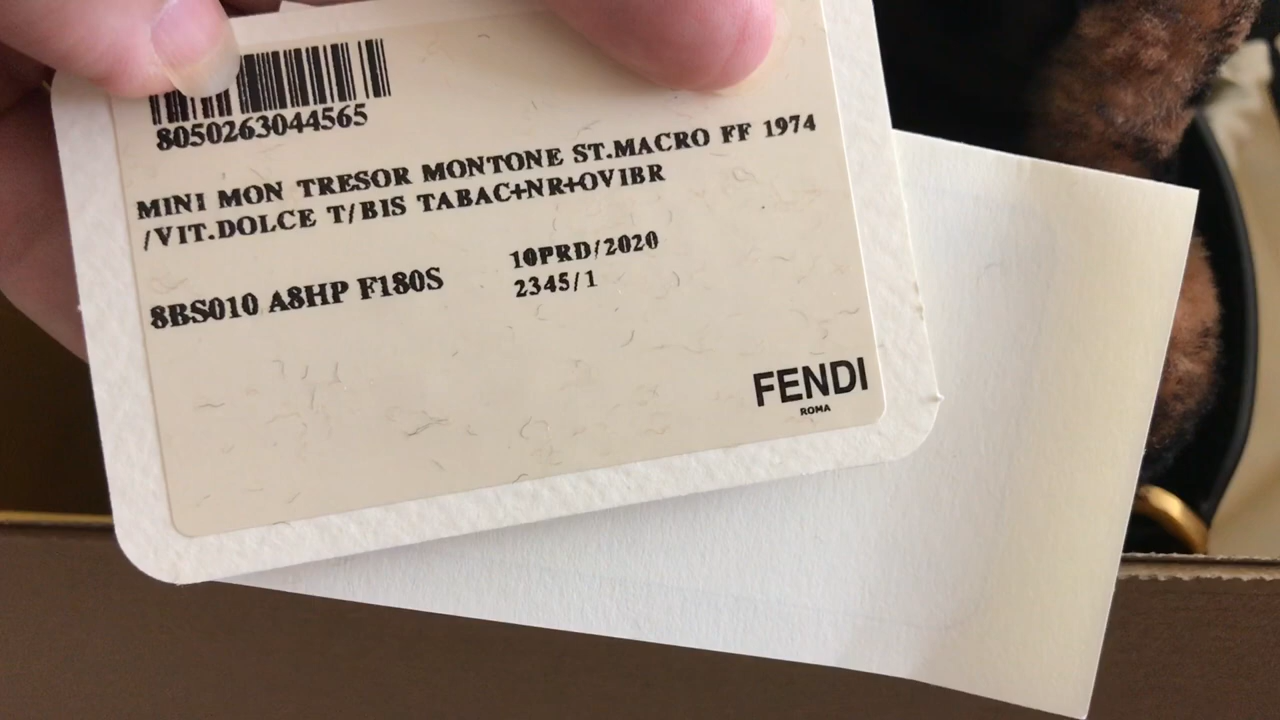 8050263044565
MINI MON TRESOR MONTONE ST.MACRO FF 1974
/VIT.DOLCE T/BIS TABAC+NR+OVIBR
8BS010 A8HP F180S
10PRD/2020
2345/1
FENDI
ROMA